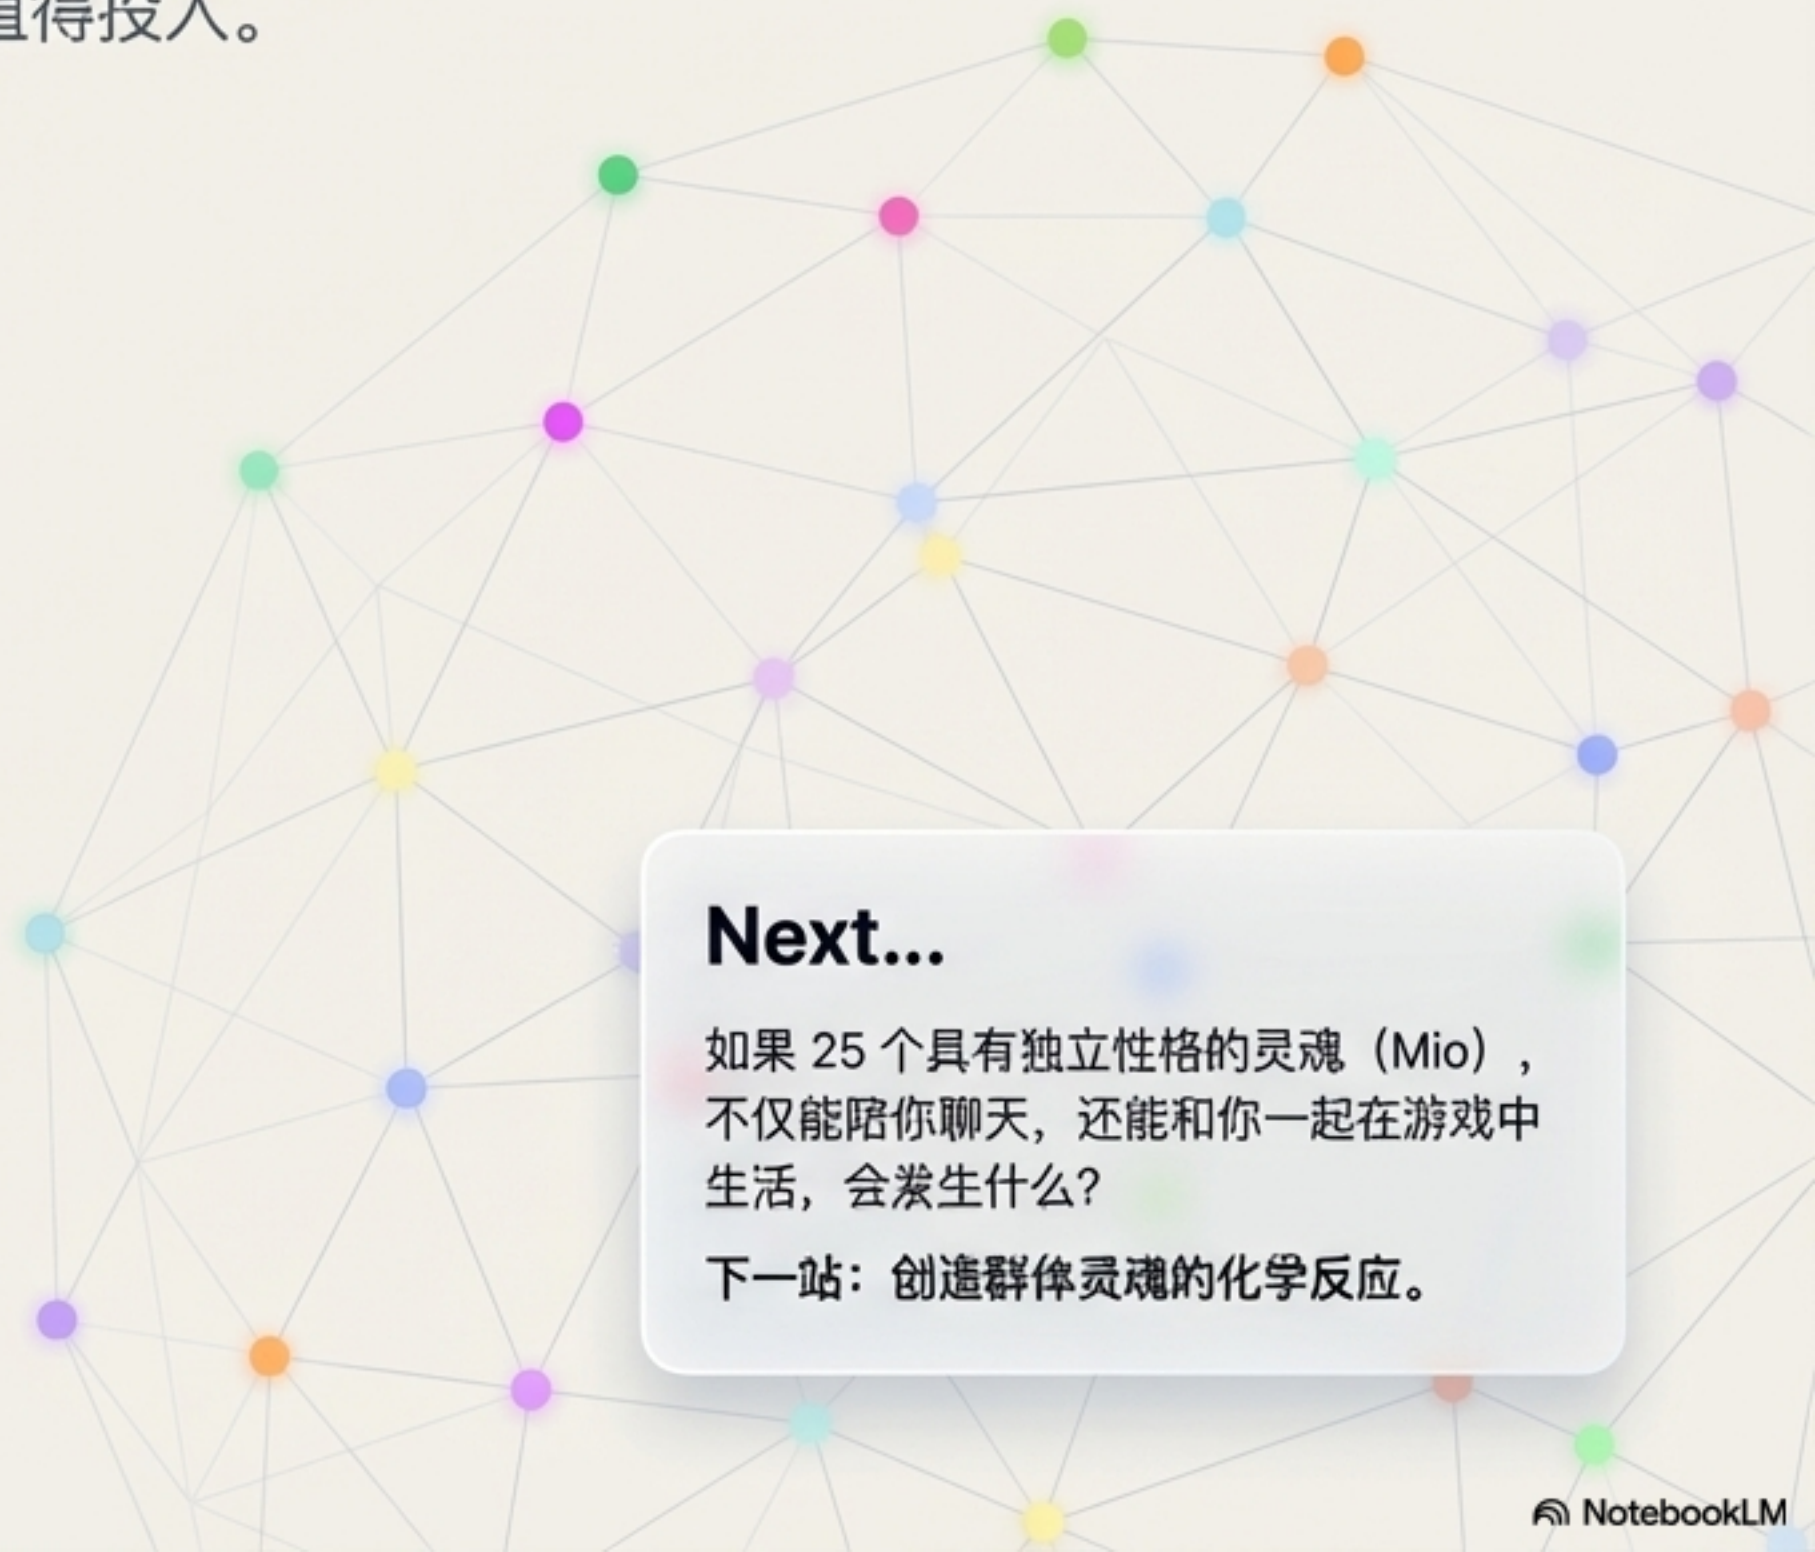 值得投入。
Next...
如果 25 个具有独立性格的灵魂（Mio），
不仅能陪你聊天，还能和你一起在游戏中
生活，会发生什么？
下一站：创造群体灵魂的化学反应。
NotebookLM